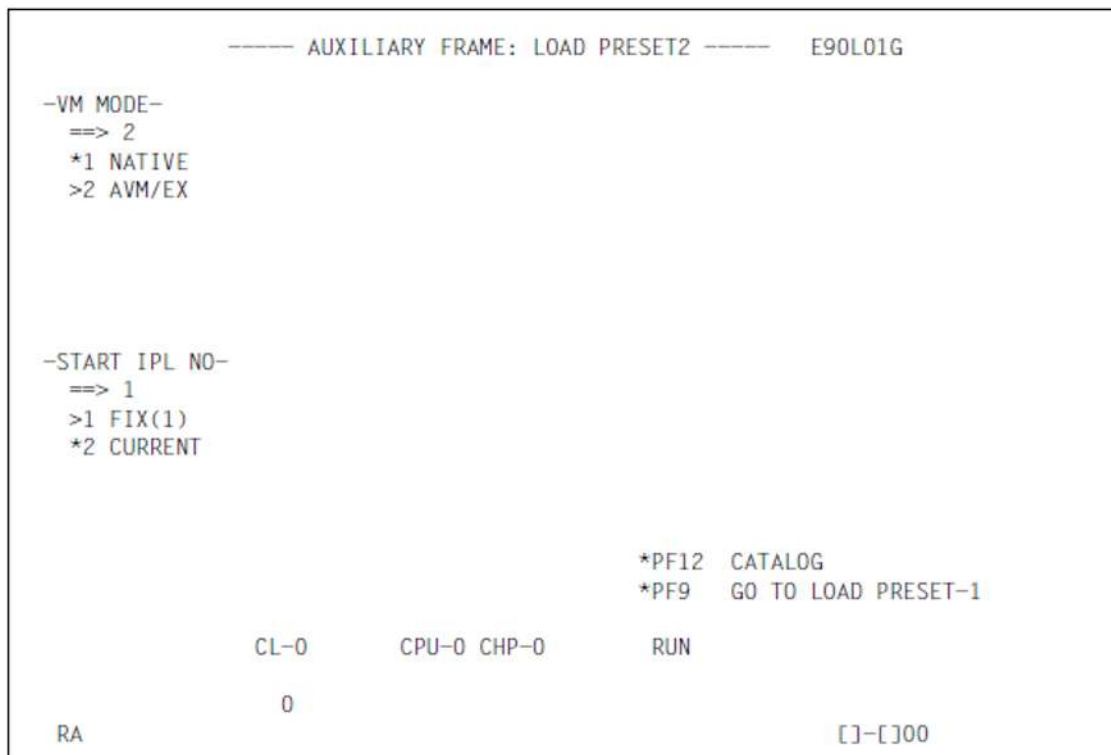 ----- AUXILIARY FRAME: LOAD PRESET2 ----- E90L01G
-VM MODE-
==> 2
*1 NATIVE
>2 AVM/EX
-START IPL NO-
==> 1
>1 FIX(1)
*2 CURRENT
*PF12 CATALOG
*PF9 GO TO LOAD PRESET-1
CL-0 CPU-0 CHP-0 RUN
0
RA []-[]00